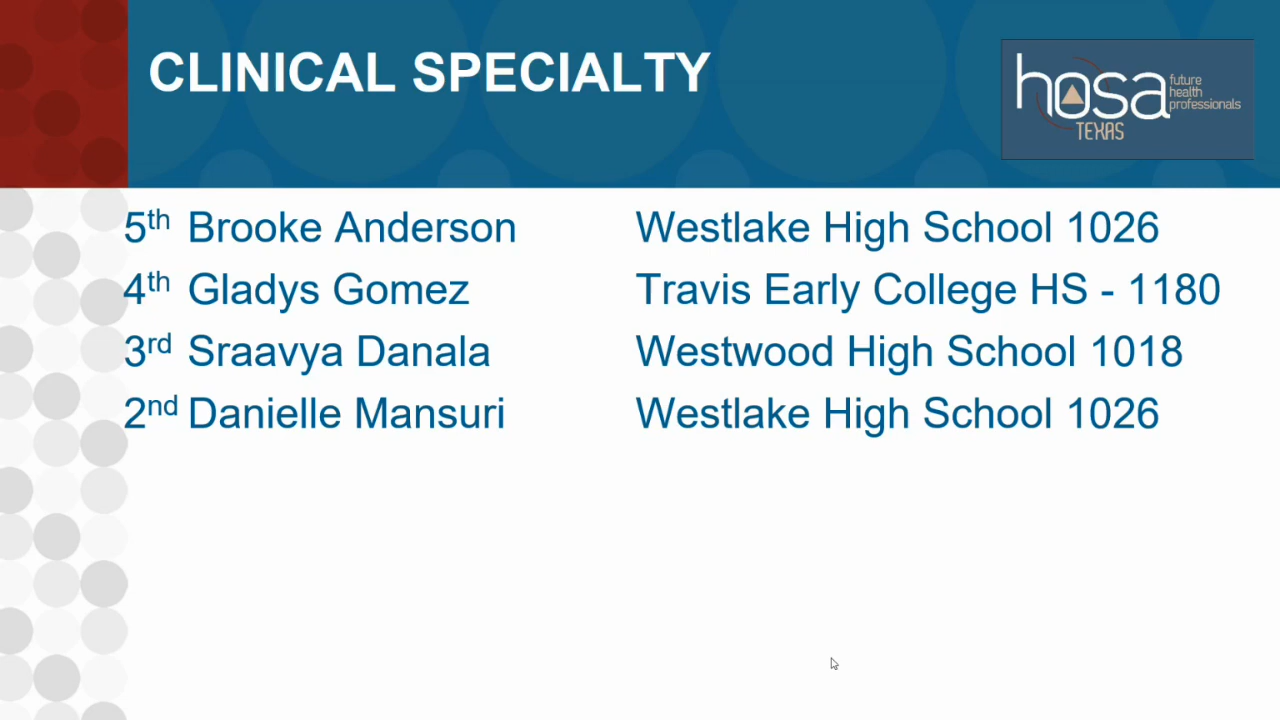 CLINICAL SPECIALTY
hosa future health professionals
TEXAS
5th Brooke Anderson Westlake High School 1026
4th Gladys Gomez Travis Early College HS - 1180
3rd Sraavya Danala Westwood High School 1018
2nd Danielle Mansuri Westlake High School 1026